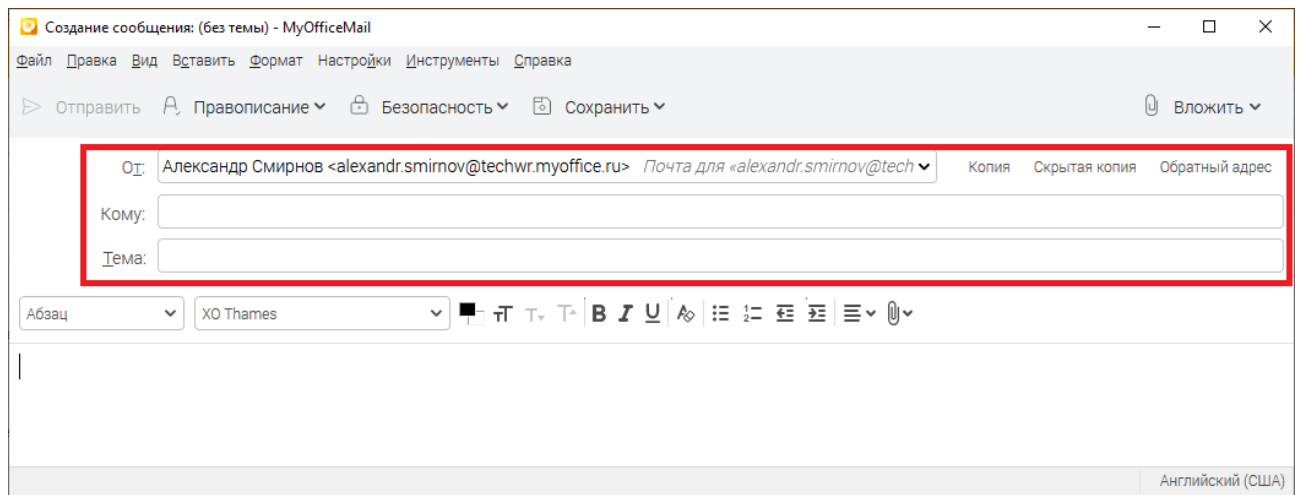 Создание сообщения: (без темы) - MyOfficeMail
Файл Правка Вид Вставить Формат Настройки Инструменты Справка
Отправить Правописание Безопасность Сохранить Вложить
От: Александр Смирнов <alexandr.smirnov@techwr.myoffice.ru> Почта для «alexandr.smirnov@tech Копия Скрытая копия Обратный адрес
Кому:
Тема:
Абзац XO Thames
Английский (США)